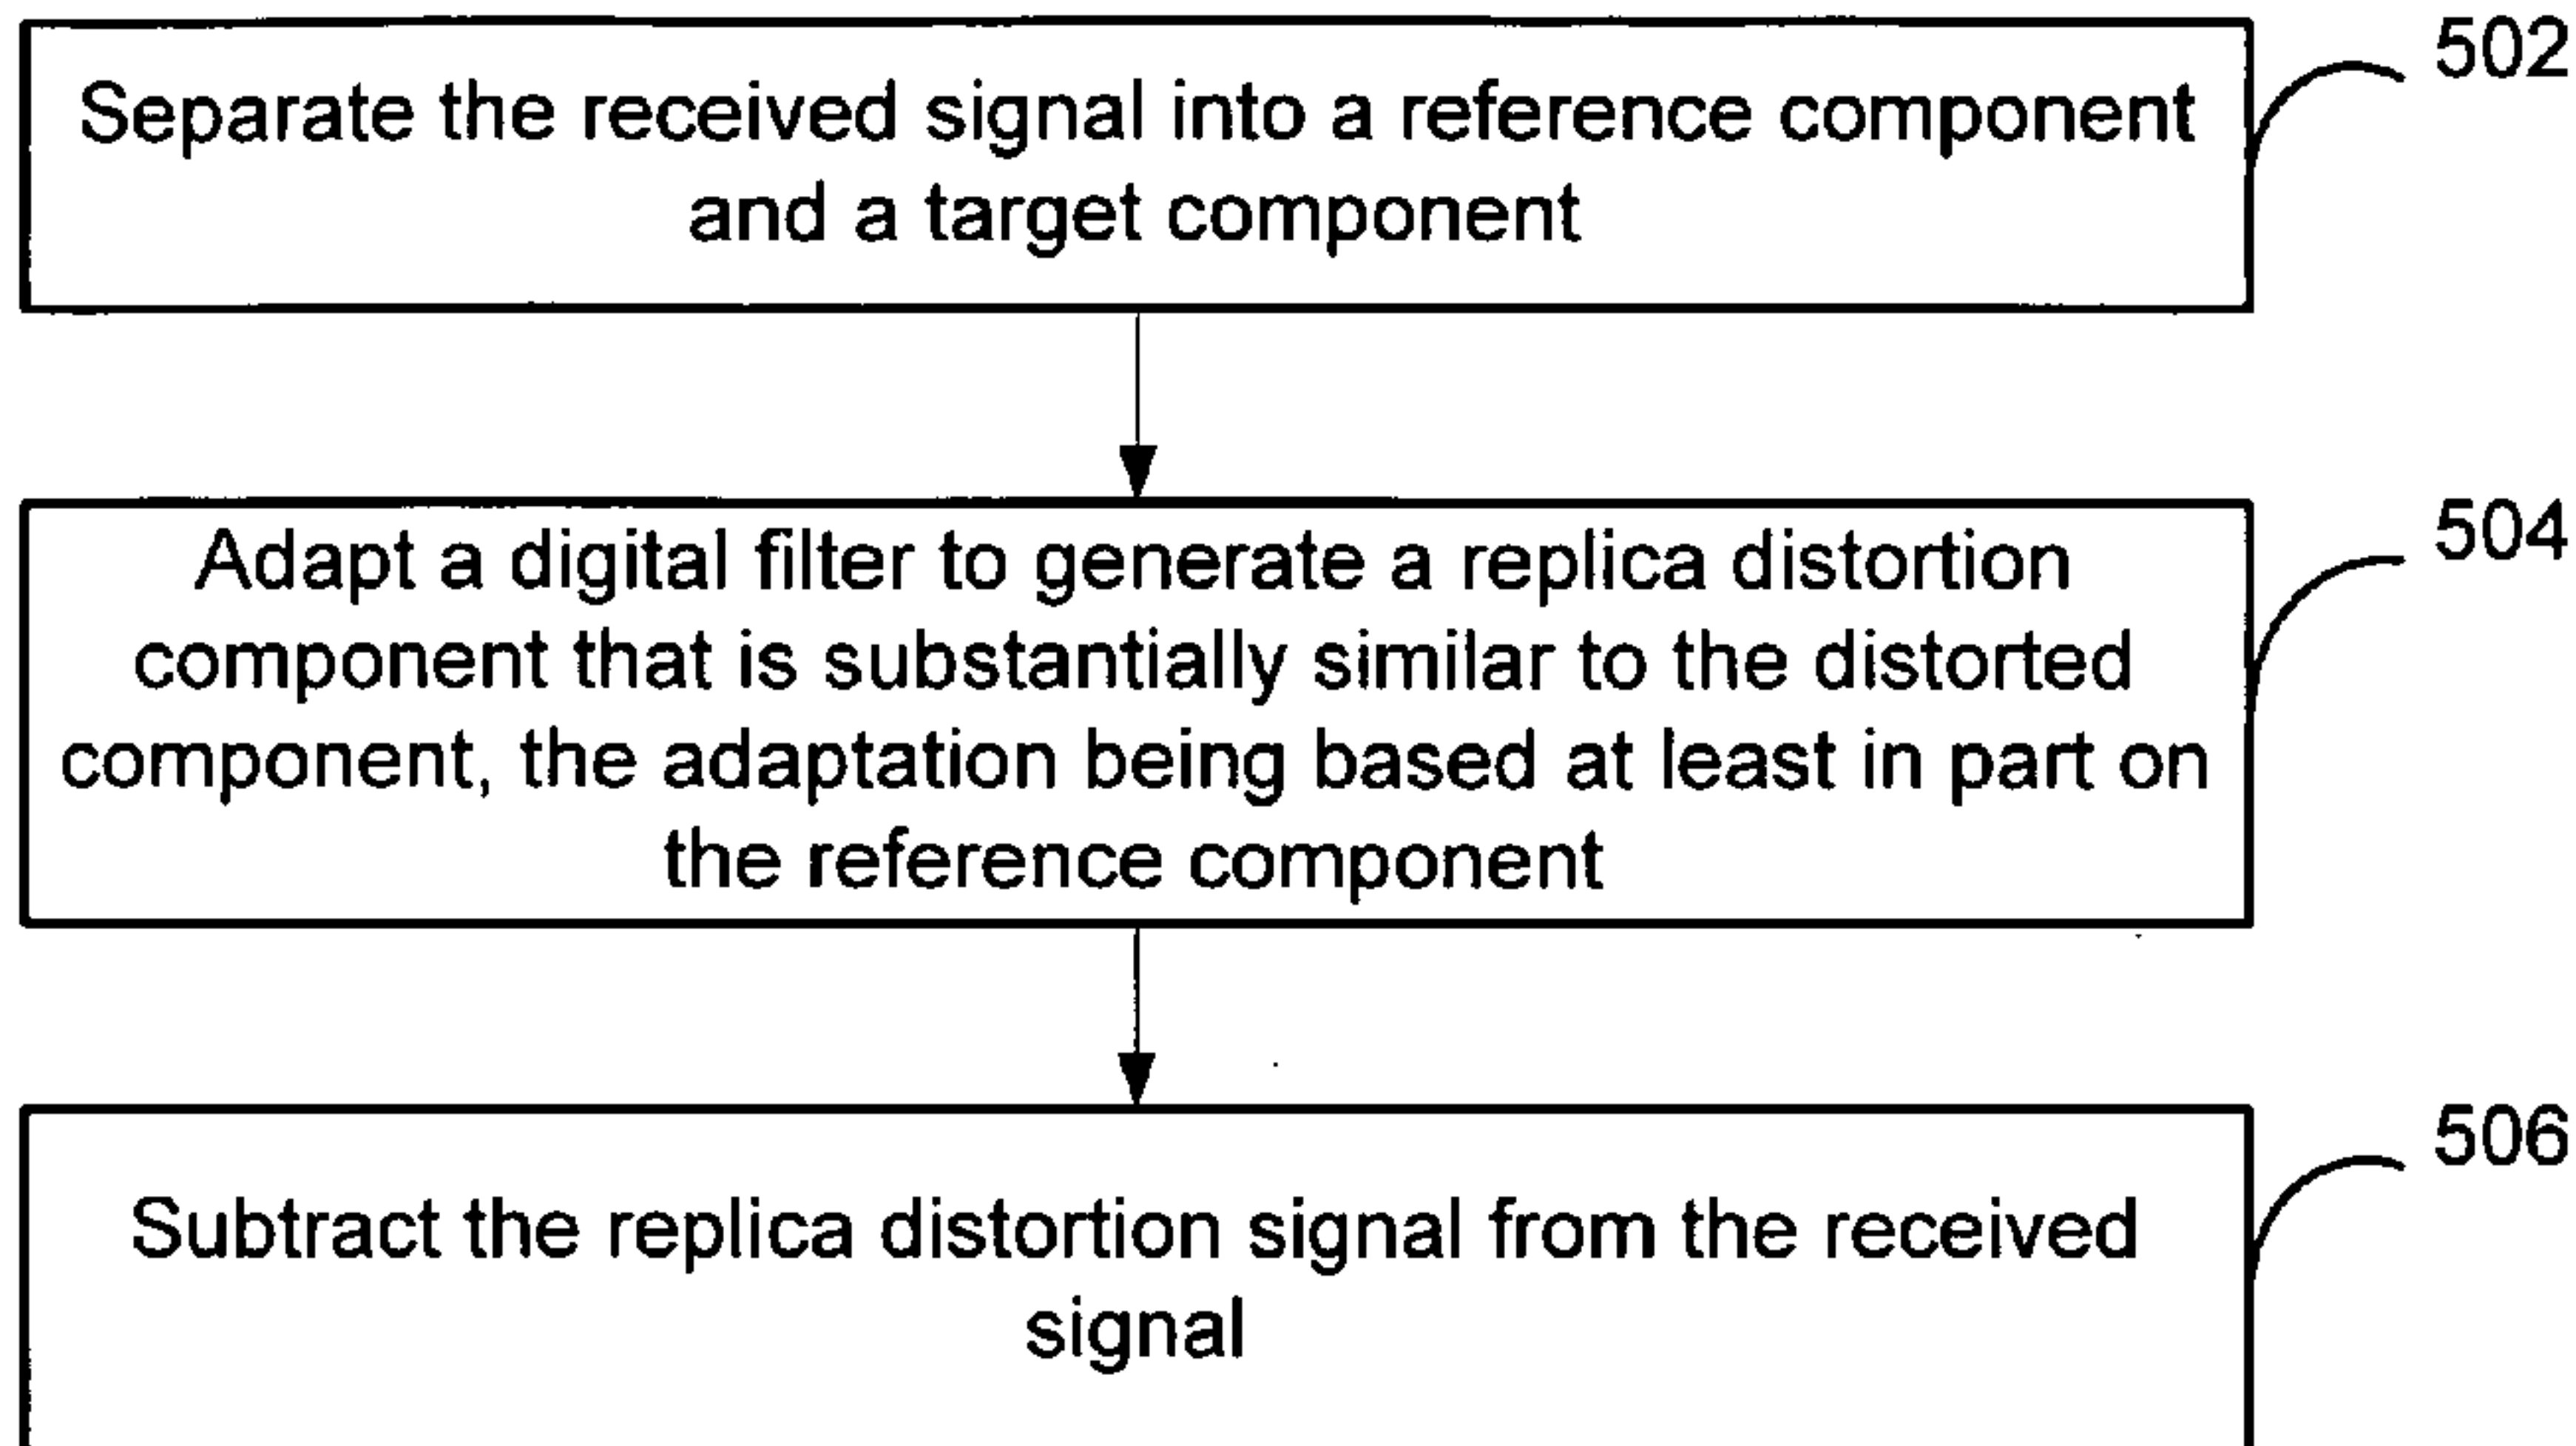 502
Separate the received signal into a reference component
and a target component
504
Adapt a digital filter to generate a replica distortion
component that is substantially similar to the distorted
component, the adaptation being based at least in part on
the reference component
506
Subtract the replica distortion signal from the received
signal